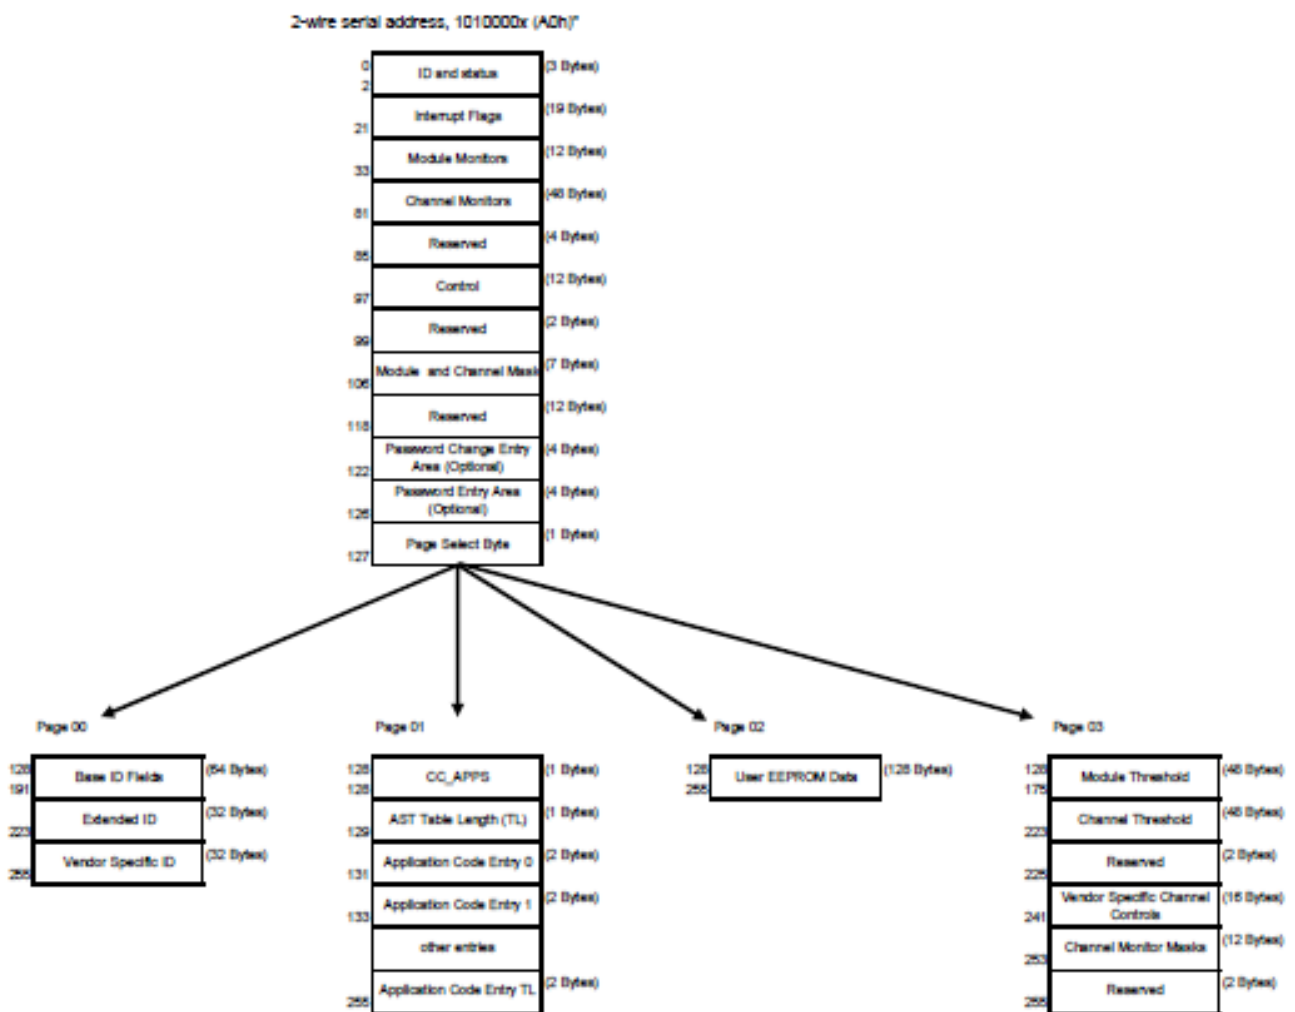 2-wire serial address, 1010000x (A0h)"
0
ID and status
(3 Bytes)
2
Interrupt Flags
(19 Bytes)
21
Module Monitors
(12 Bytes)
33
Channel Monitors
(48 Bytes)
81
Reserved
(4 Bytes)
85
Control
(12 Bytes)
97
Reserved
(2 Bytes)
99
Module and Channel Mask
(7 Bytes)
106
Reserved
(12 Bytes)
118
Password Change Entry
Area (Optional)
(4 Bytes)
122
Password Entry Area
(Optional)
(4 Bytes)
126
Page Select Byte
(1 Bytes)
127
Page 00
128
Base ID Fields
(64 Bytes)
191
Extended ID
(32 Bytes)
223
Vendor Specific ID
(32 Bytes)
255
Page 01
128
CC_APPS
(1 Bytes)
128
AST Table Length (TL)
(1 Bytes)
129
Application Code Entry 0
(2 Bytes)
131
Application Code Entry 1
(2 Bytes)
133
other entries
Application Code Entry TL
(2 Bytes)
255
Page 02
128
User EEPROM Data
(128 Bytes)
255
Page 03
128
Module Threshold
(48 Bytes)
175
Channel Threshold
(48 Bytes)
223
Reserved
(2 Bytes)
225
Vendor Specific Channel
Controls
(16 Bytes)
241
Channel Monitor Masks
(12 Bytes)
253
Reserved
(2 Bytes)
255